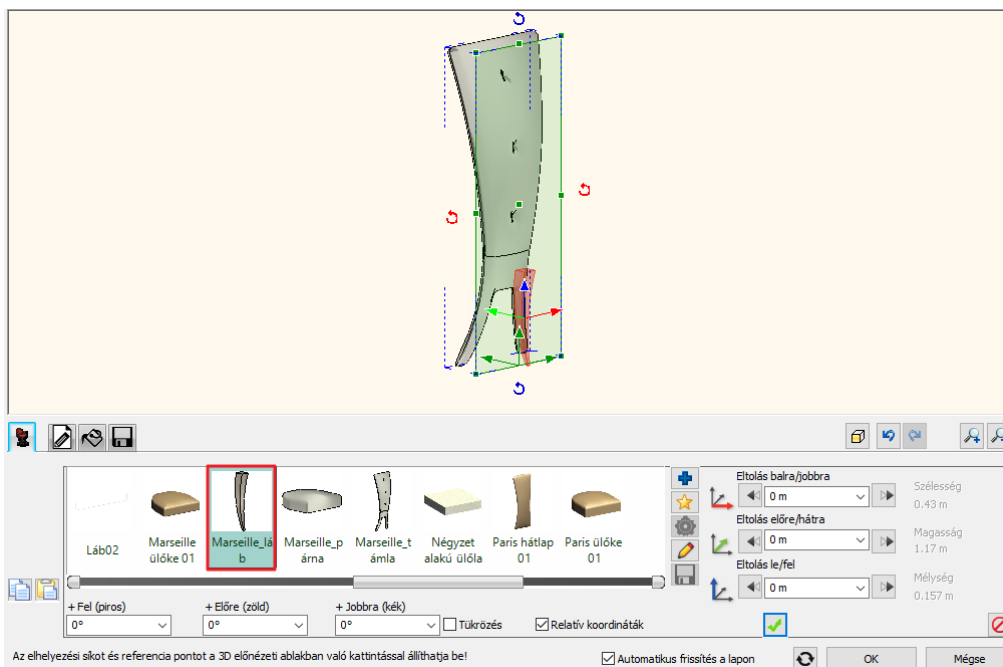 Láb02
Marseille
ülőke 01
Marseille_lá
b
Marseille_p
árna
Marseille_t
ámla
Négyzet
alakú ülőla
Paris hátlap
01
Paris ülőke
01
Eltolás balra/jobbra
0 m
Szélesség
0.43 m
Eltolás előre/hátra
0 m
Magasság
1.17 m
Eltolás le/fel
0 m
Mélység
0.157 m
+ Fel (piros)
+ Előre (zöld)
+ Jobbra (kék)
0°
0°
0°
Tükrözés
Relatív koordináták
Az elhelyezési síkot és referencia pontot a 3D előnézeti ablakban való kattintással állíthatja be!
Automatikus frissítés a lapon
OK
Mégse